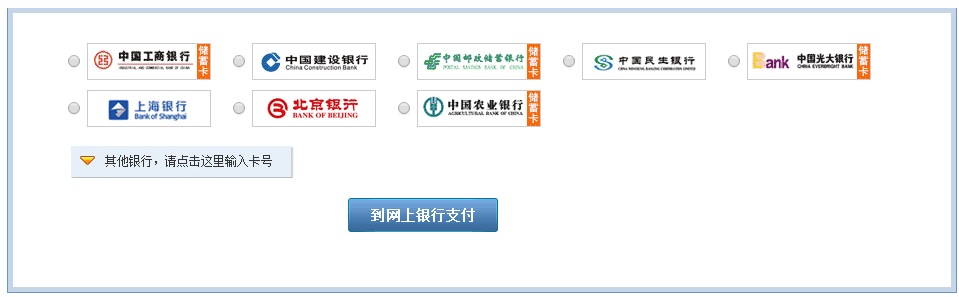 中国工商银行
INDUSTRIAL AND COMMERCIAL BANK OF CHINA
储蓄卡
中国建设银行
China Construction Bank
中国邮政储蓄银行
POSTAL SAVINGS BANK OF CHINA
储蓄卡
中国民生银行
CHINA MINSHENG BANKING CORPORATION LIMITED
Bank
中国光大银行
CHINA EVERBRIGHT BANK
储蓄卡
上海银行
Bank of Shanghai
北京银行
BANK OF BEIJING
中国农业银行
AGRICULTURAL BANK OF CHINA
储蓄卡
其他银行，请点击这里输入卡号
到网上银行支付